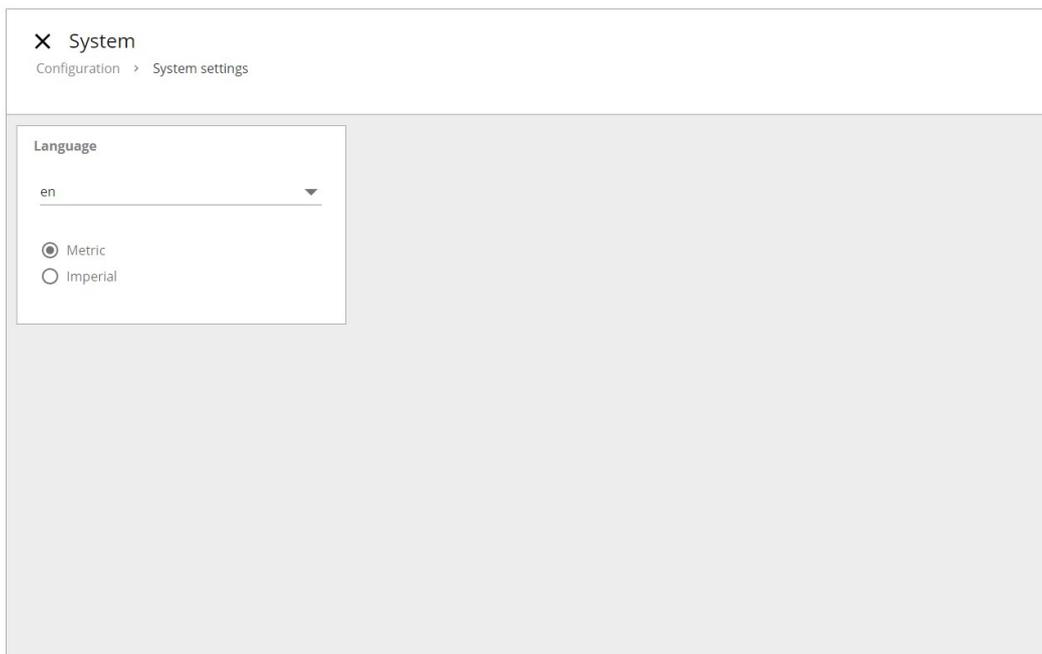 System
Configuration > System settings
Language
en
Metric
Imperial